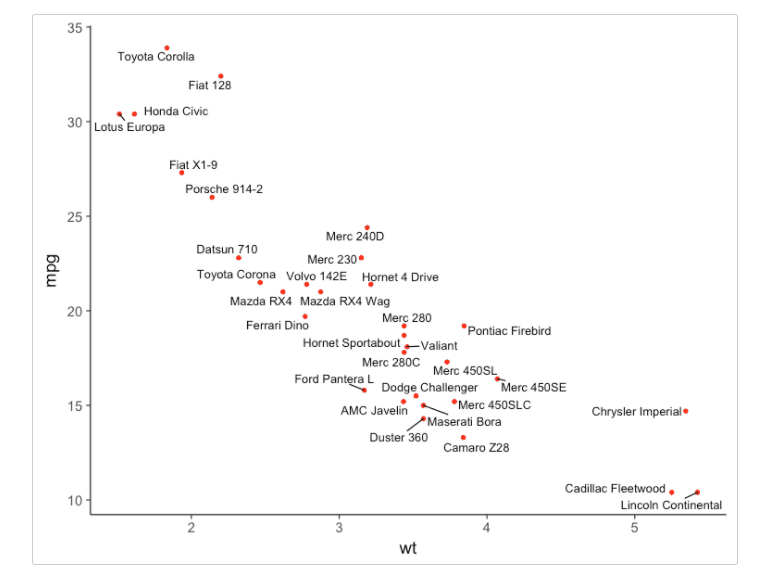 35
Toyota Corolla
Fiat 128
30
Honda Civic
Lotus Europa
Fiat X1-9
Porsche 914-2
25
Merc 240D
Datsun 710
Merc 230
Toyota Corona
Volvo 142E
Hornet 4 Drive
Mazda RX4
Mazda RX4 Wag
20
Ferrari Dino
Merc 280
Pontiac Firebird
Hornet Sportabout
Valiant
Merc 280C
Merc 450SL
Ford Pantera L
Dodge Challenger
Merc 450SE
15
AMC Javelin
Merc 450SLC
Chrysler Imperial
Maserati Bora
Duster 360
Camaro Z28
Cadillac Fleetwood
10
Lincoln Continental
mpg
2
3
4
5
wt